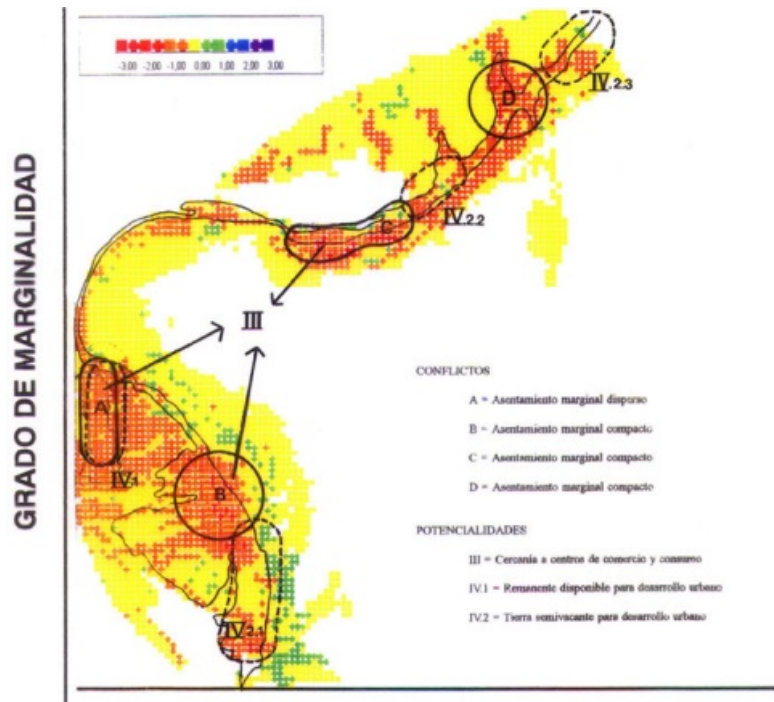 GRADO DE MARGINALIDAD
-3,00 -2,00 -1,00 0,00 1,00 2,00 3,00
D
IV.2.3
IV.2.2
C
III
A
IV.1
B
IV.2.1
CONFLICTOS
A = Asentamiento marginal disperso
B = Asentamiento marginal compacto
C = Asentamiento marginal compacto
D = Asentamiento marginal compacto
POTENCIALIDADES
III = Cercanía a centros de comercio y consumo
IV.1 = Remanente disponible para desarrollo urbano
IV.2 = Tierra semivacante para desarrollo urbano